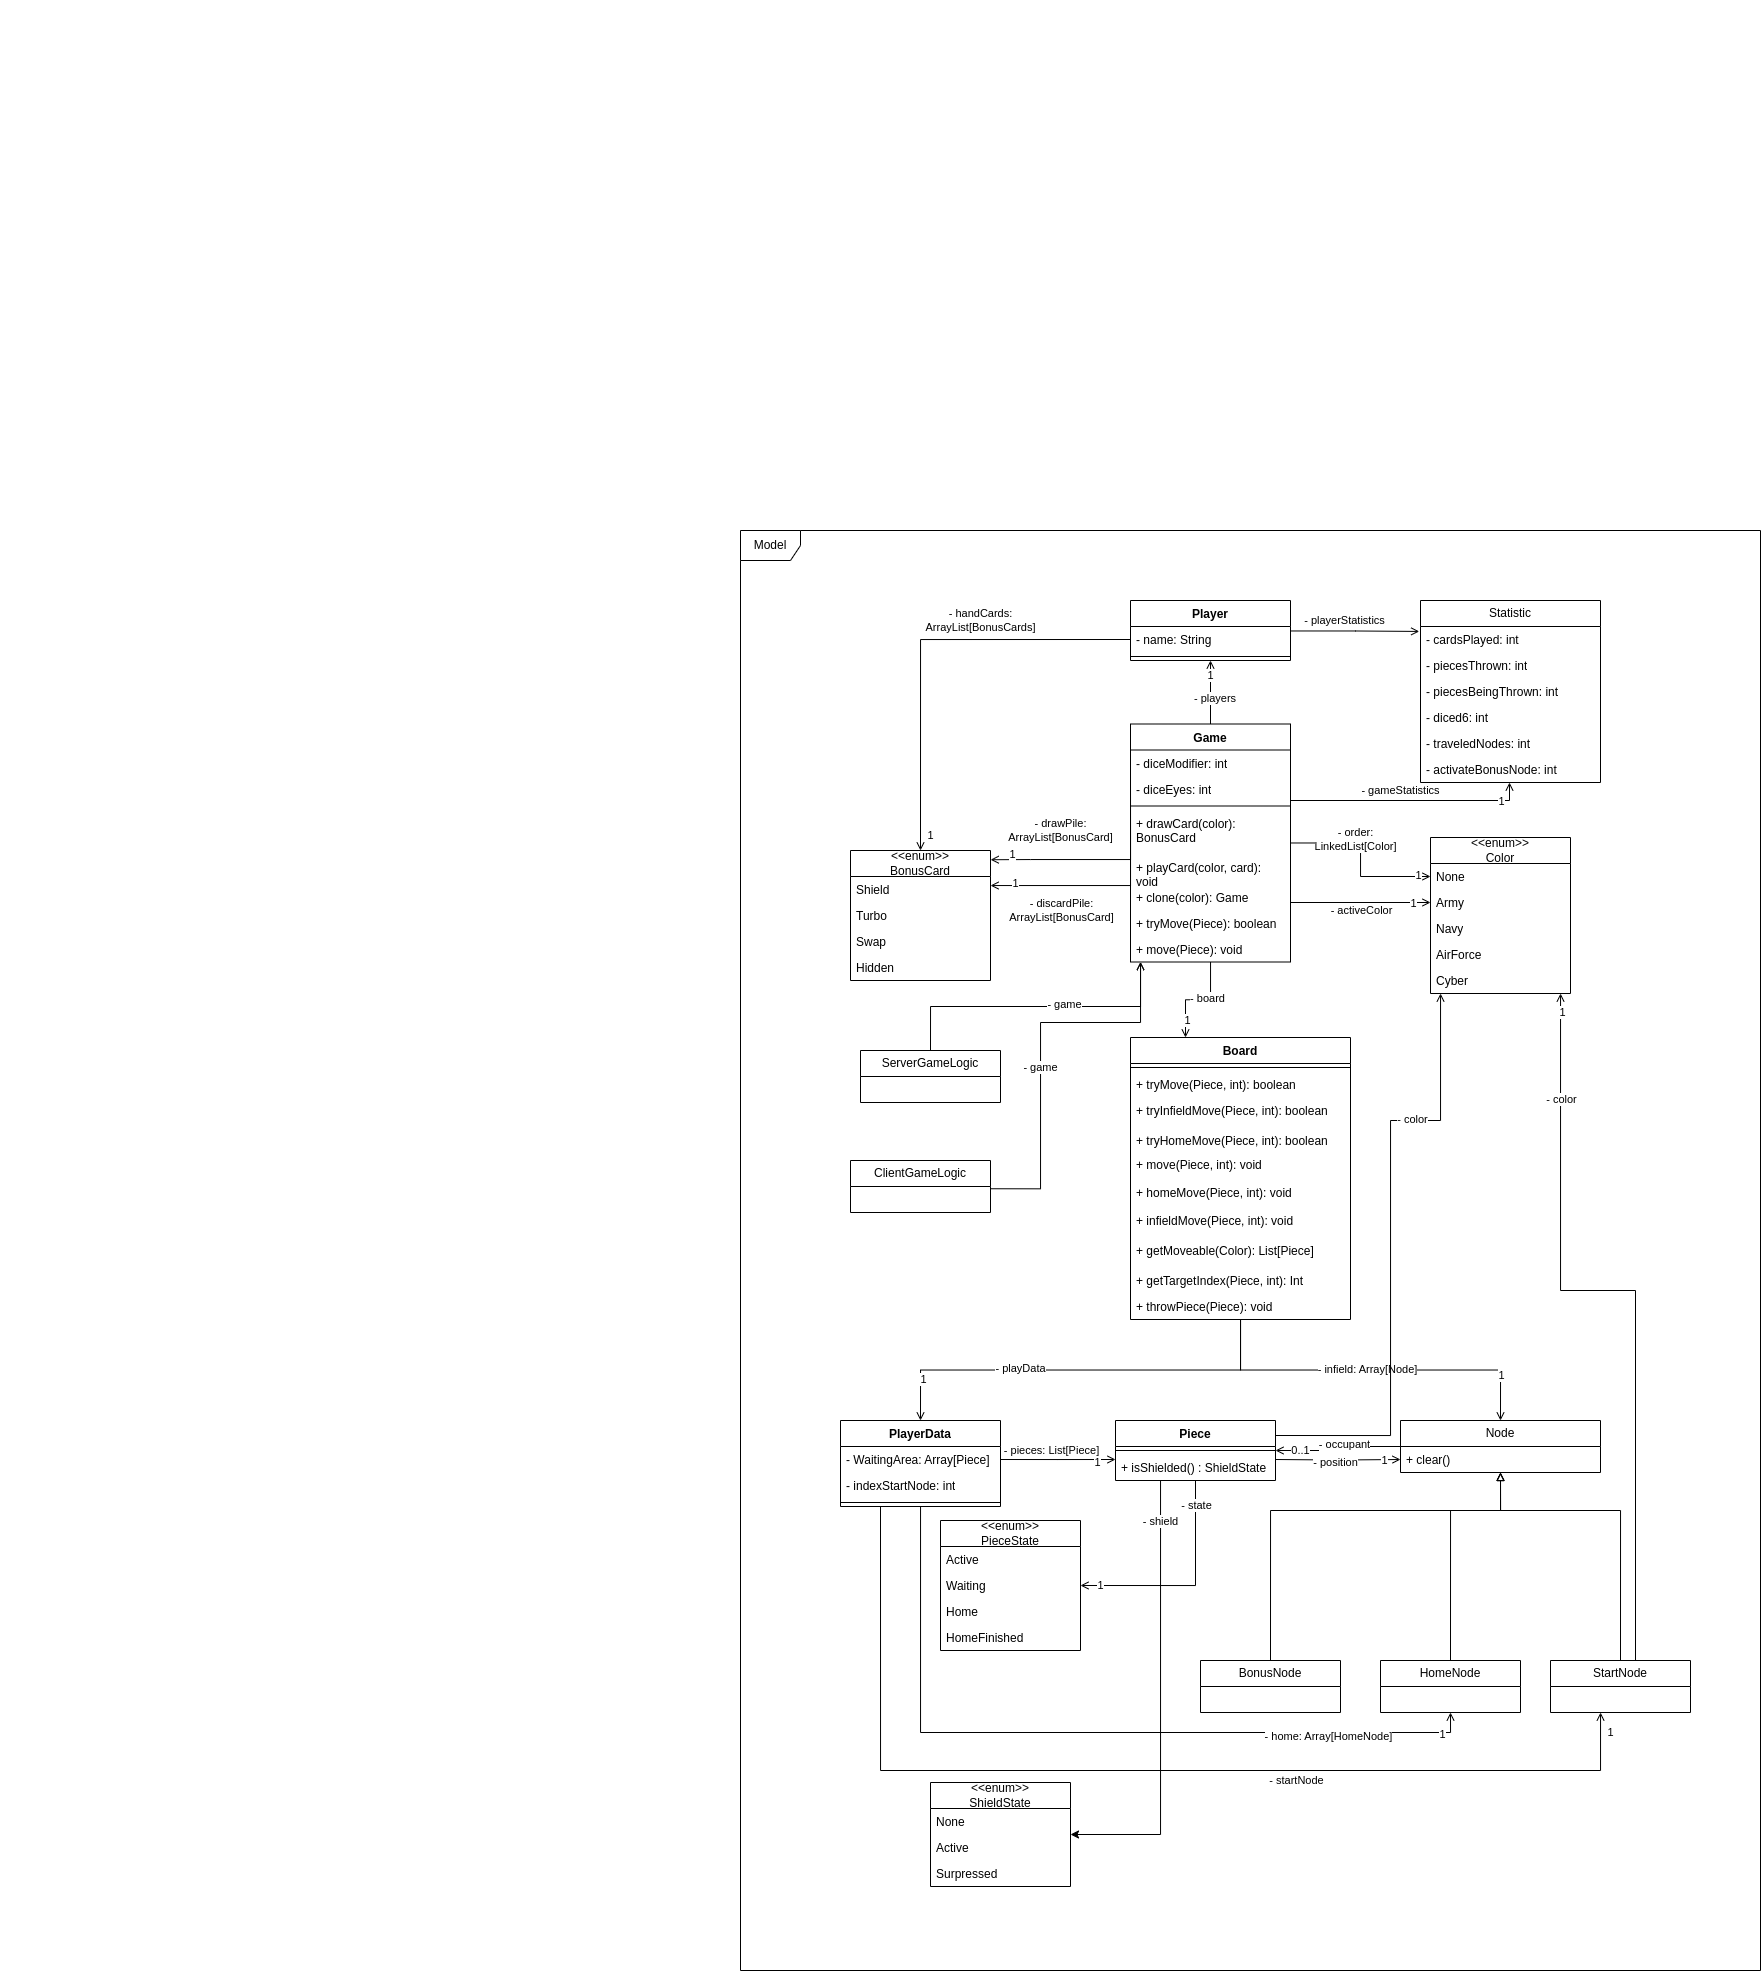 Model
- handCards:
ArrayList[BonusCards]
Player
- name: String
- playerStatistics
Statistic
- cardsPlayed: int
- piecesThrown: int
- piecesBeingThrown: int
- diced6: int
- traveledNodes: int
- activateBonusNode: int
1
- players
Game
- diceModifier: int
- diceEyes: int
+ drawCard(color):
BonusCard
+ playCard(color, card):
void
+ clone(color): Game
+ tryMove(Piece): boolean
+ move(Piece): void
- gameStatistics
1
- drawPile:
ArrayList[BonusCard]
1
1
- discardPile:
ArrayList[BonusCard]
1
<<enum>>
BonusCard
Shield
Turbo
Swap
Hidden
- order:
LinkedList[Color]
1
- activeColor
1
<<enum>>
Color
None
Army
Navy
AirForce
Cyber
- game
- board
1
1
ServerGameLogic
- game
ClientGameLogic
Board
+ tryMove(Piece, int): boolean
+ tryInfieldMove(Piece, int): boolean
+ tryHomeMove(Piece, int): boolean
+ move(Piece, int): void
+ homeMove(Piece, int): void
+ infieldMove(Piece, int): void
+ getMoveable(Color): List[Piece]
+ getTargetIndex(Piece, int): Int
+ throwPiece(Piece): void
- color
- color
- playData
1
- infield: Array[Node]
1
PlayerData
- WaitingArea: Array[Piece]
- indexStartNode: int
- pieces: List[Piece]
1
Piece
+ isShielded() : ShieldState
0..1
- occupant
- position
1
Node
+ clear()
- state
- shield
<<enum>>
PieceState
Active
Waiting
Home
HomeFinished
1
BonusNode
HomeNode
StartNode
- home: Array[HomeNode]
1
1
- startNode
<<enum>>
ShieldState
None
Active
Surpressed